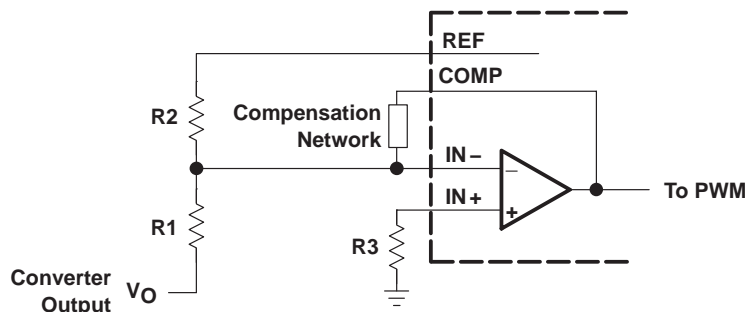 REF
COMP
R2
Compensation
Network
IN−
−
To PWM
IN+
+
R1
R3
Converter
Output
VO